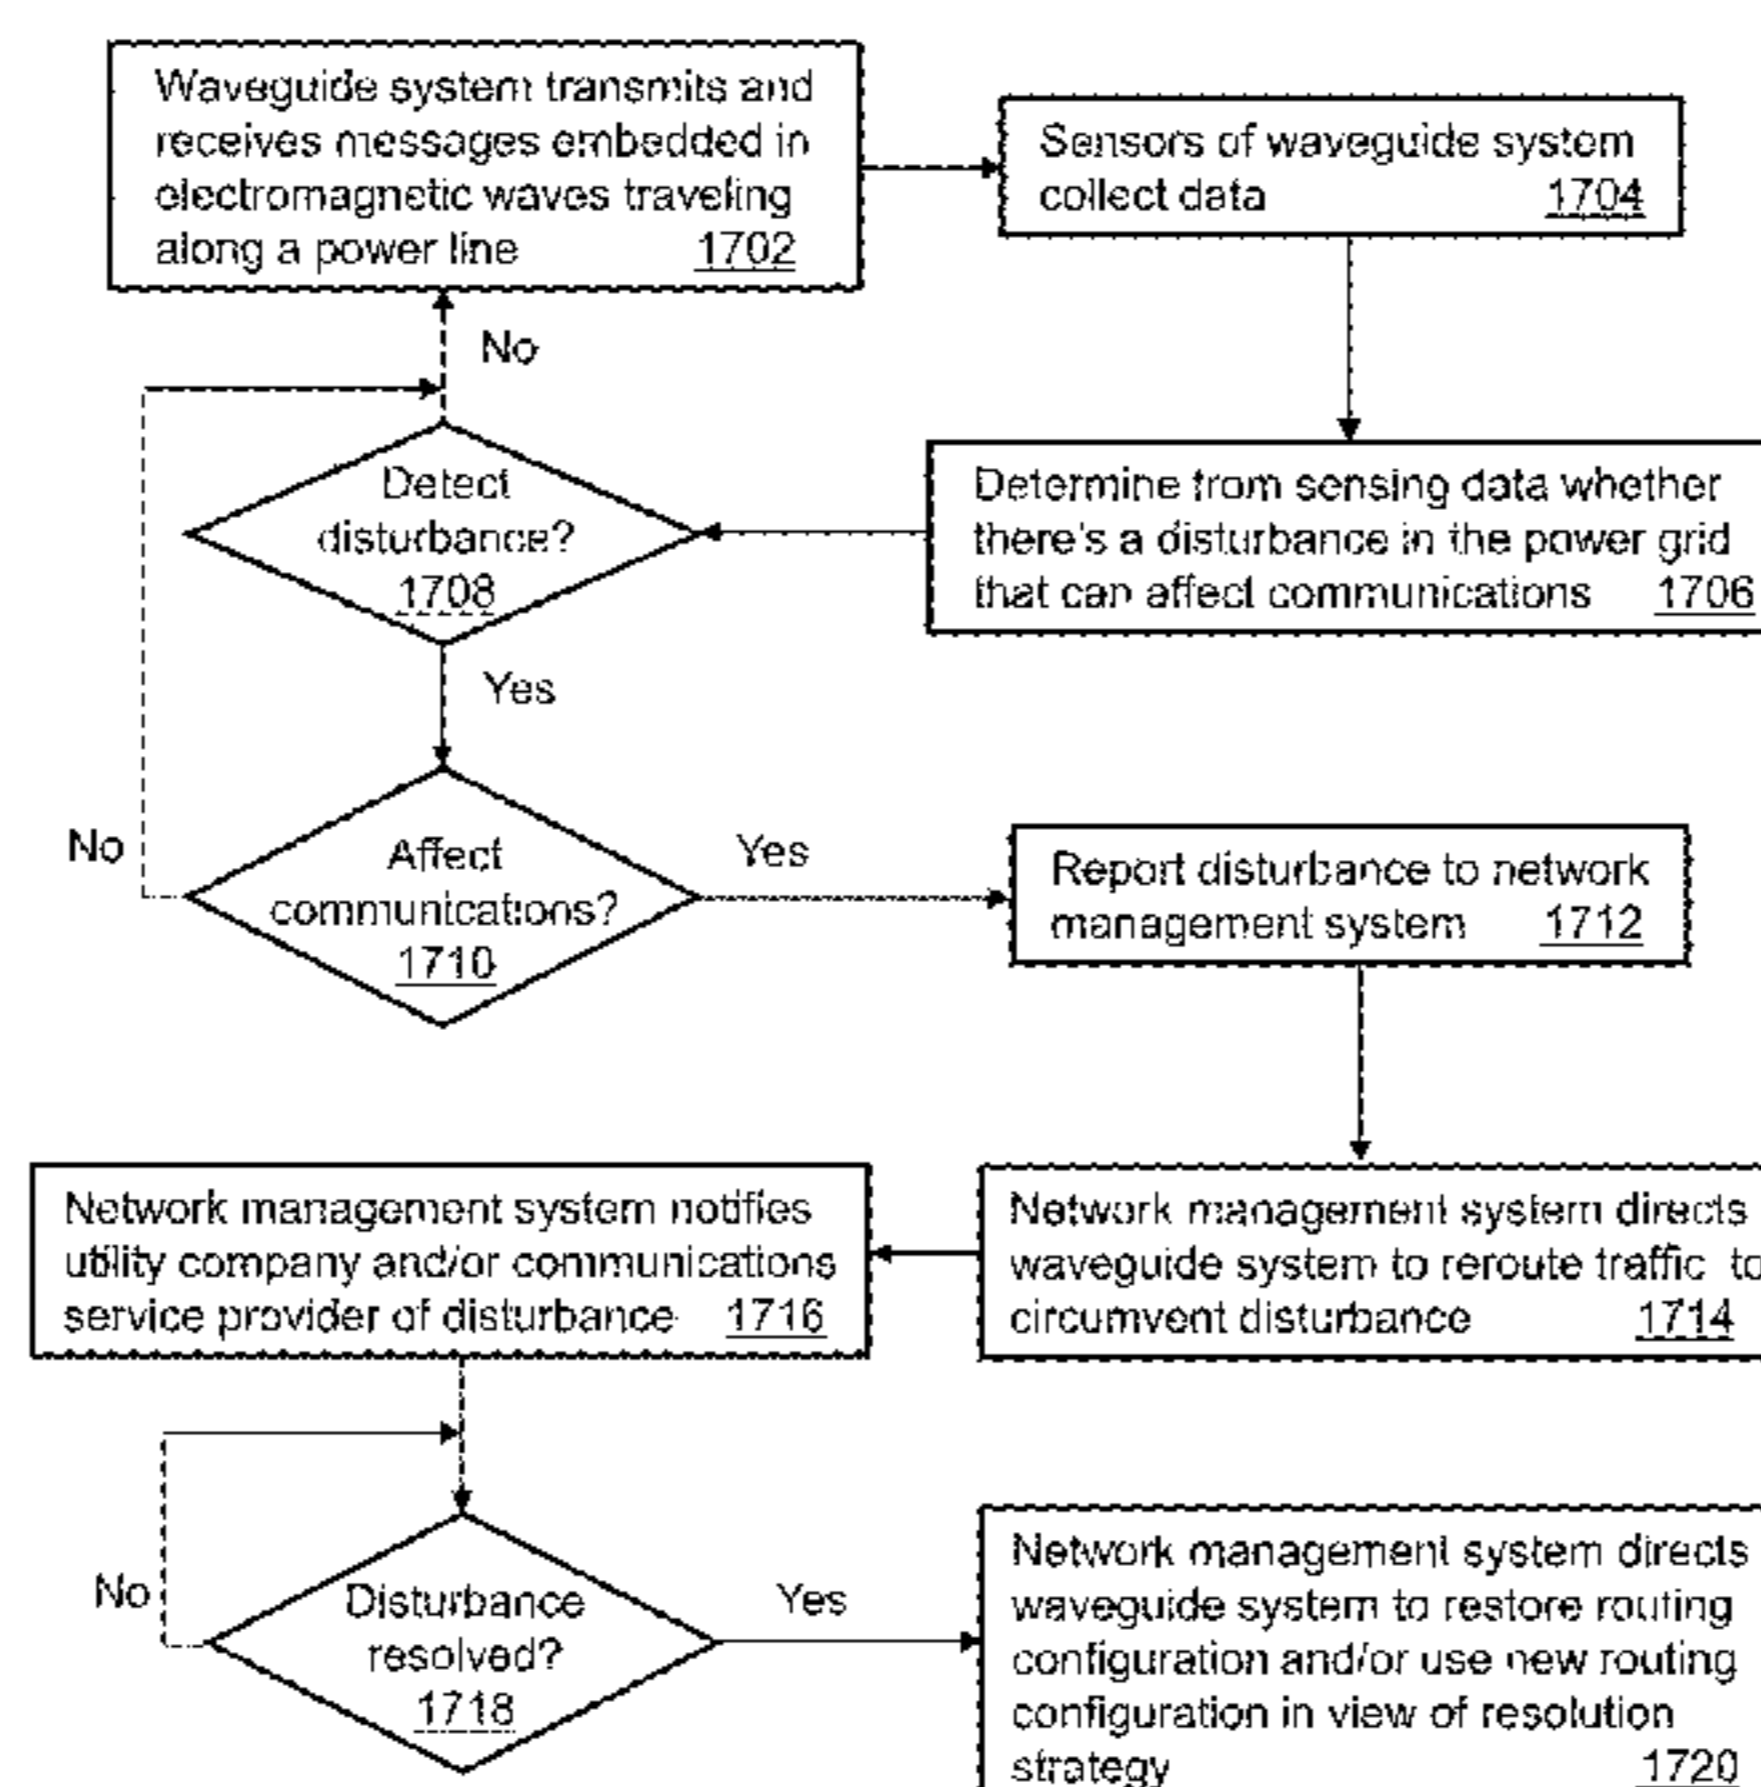 Waveguide system transmits and
receives messages embedded in
electromagnetic waves traveling
along a power line 1702
Sensors of waveguide system
collect data 1704
No
Detect
disturbance?
1708
Determine from sensing data whether
there's a disturbance in the power grid
that can affect communications 1706
Yes
No
Affect
communications?
1710
Yes
Report disturbance to network
management system 1712
Network management system notifies
utility company and/or communications
service provider of disturbance 1716
Network management system directs
waveguide system to reroute traffic to
circumvent disturbance 1714
No
Disturbance
resolved?
1718
Yes
Network management system directs
waveguide system to restore routing
configuration and/or use new routing
configuration in view of resolution
strategy 1720